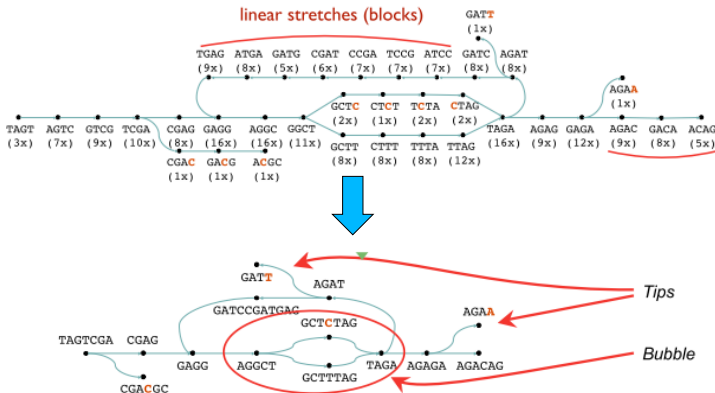 linear stretches (blocks)
GATT
(1x)
TGAG ATGA GATG CGAT CCGA TCCG ATCC GATC AGAT
(9x) (8x) (5x) (6x) (7x) (7x) (7x) (8x) (8x)
AGAA
(1x)
GCTC CTCT TCTA CTAG
(2x) (1x) (2x) (2x)
TAGT AGTC GTCG TCGA CGAG GAGG AGGC GGCT TAGA AGAG GAGA AGAC GACA ACAG
(3x) (7x) (9x) (10x) (8x) (16x) (16x) (11x) (16x) (9x) (12x) (9x) (8x) (5x)
GCTT CTTT TTTA TTAG
(8x) (8x) (8x) (12x)
CGAC GACG ACGC
(1x) (1x) (1x)
GATT AGAT
Tips
GATCCGATGAG
AGAA
GCTCTAG
TAGTCGA CGAG
Bubble
GAGG AGGCT TAGA AGAGA AGACAG
GCTTTAG
CGACGC